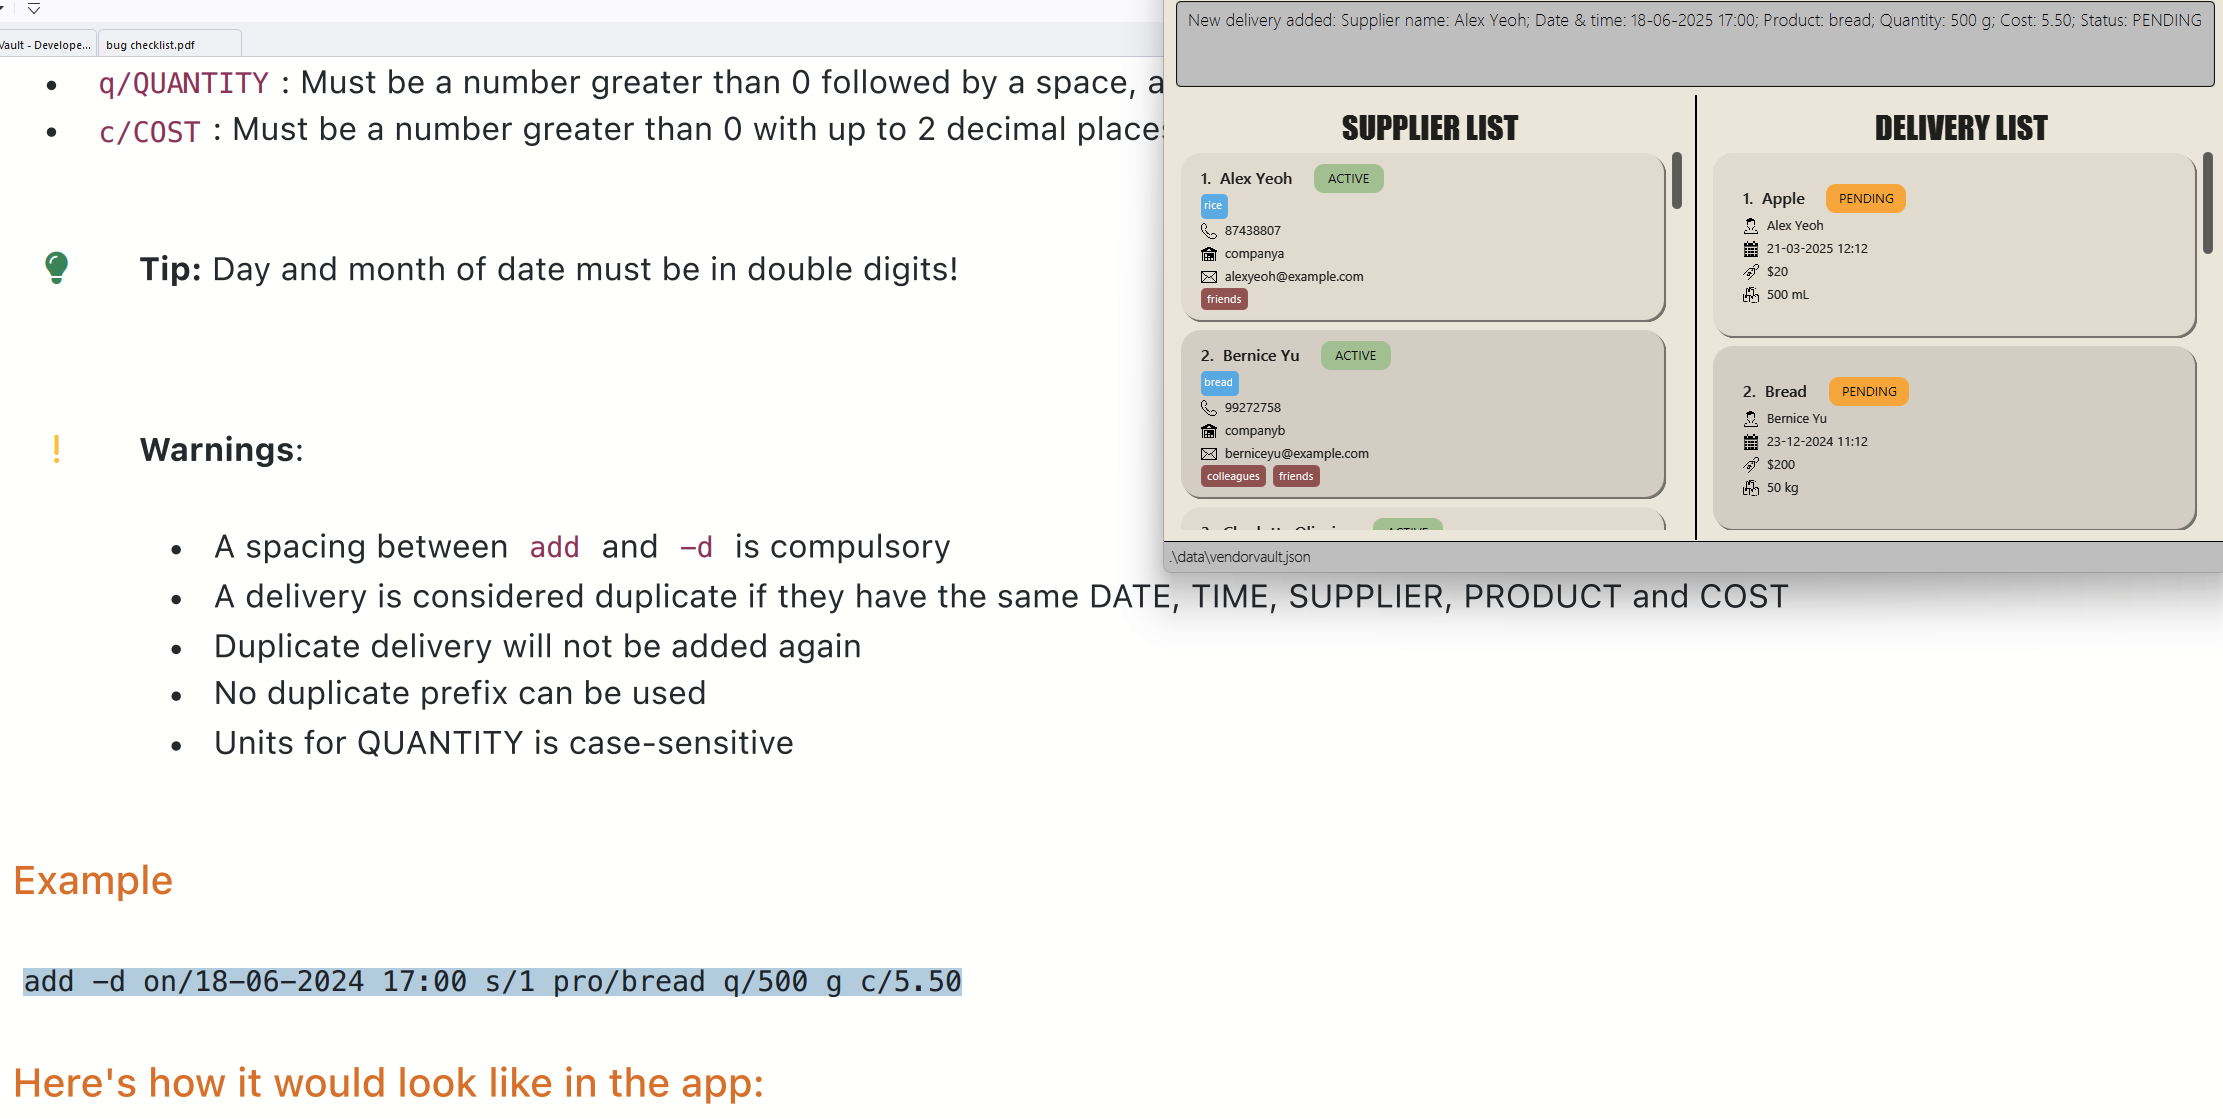 Vault - Develope...
bug checklist.pdf
q/QUANTITY : Must be a number greater than 0 followed by a space, a
c/COST : Must be a number greater than 0 with up to 2 decimal places
Tip: Day and month of date must be in double digits!
Warnings:
A spacing between add and -d is compulsory
A delivery is considered duplicate if they have the same DATE, TIME, SUPPLIER, PRODUCT and COST
Duplicate delivery will not be added again
No duplicate prefix can be used
Units for QUANTITY is case-sensitive
Example
add -d on/18-06-2024 17:00 s/1 pro/bread q/500 g c/5.50
Here's how it would look like in the app:
New delivery added: Supplier name: Alex Yeoh; Date & time: 18-06-2025 17:00; Product: bread; Quantity: 500 g; Cost: 5.50; Status: PENDING
SUPPLIER LIST
1. Alex Yeoh ACTIVE
rice
87438807
companya
alexyeoh@example.com
friends
2. Bernice Yu ACTIVE
bread
99272758
companyb
berniceyu@example.com
colleagues friends
DELIVERY LIST
1. Apple PENDING
Alex Yeoh
21-03-2025 12:12
$20
500 mL
2. Bread PENDING
Bernice Yu
23-12-2024 11:12
$200
50 kg
.\data\vendorvault.json